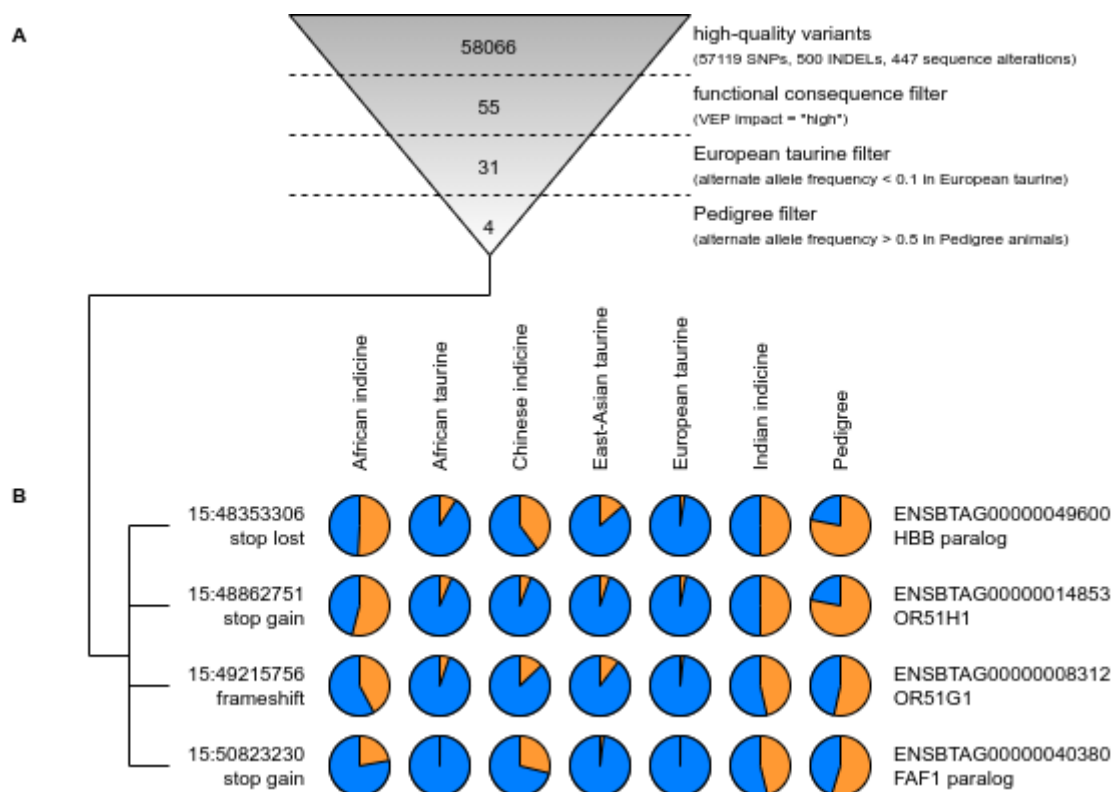 A
58066
high-quality variants
(57119 SNPs, 500 INDELs, 447 sequence alterations)
55
functional consequence filter
(VEP impact = "high")
31
European taurine filter
(alternate allele frequency < 0.1 in European taurine)
4
Pedigree filter
(alternate allele frequency > 0.5 in Pedigree animals)
African indicine
African taurine
Chinese indicine
East-Asian taurine
European taurine
Indian indicine
Pedigree
B
15:48353306
stop lost
ENSBTAG00000049600
HBB paralog
15:48862751
stop gain
ENSBTAG00000014853
OR51H1
15:49215756
frameshift
ENSBTAG00000008312
OR51G1
15:50823230
stop gain
ENSBTAG00000040380
FAF1 paralog